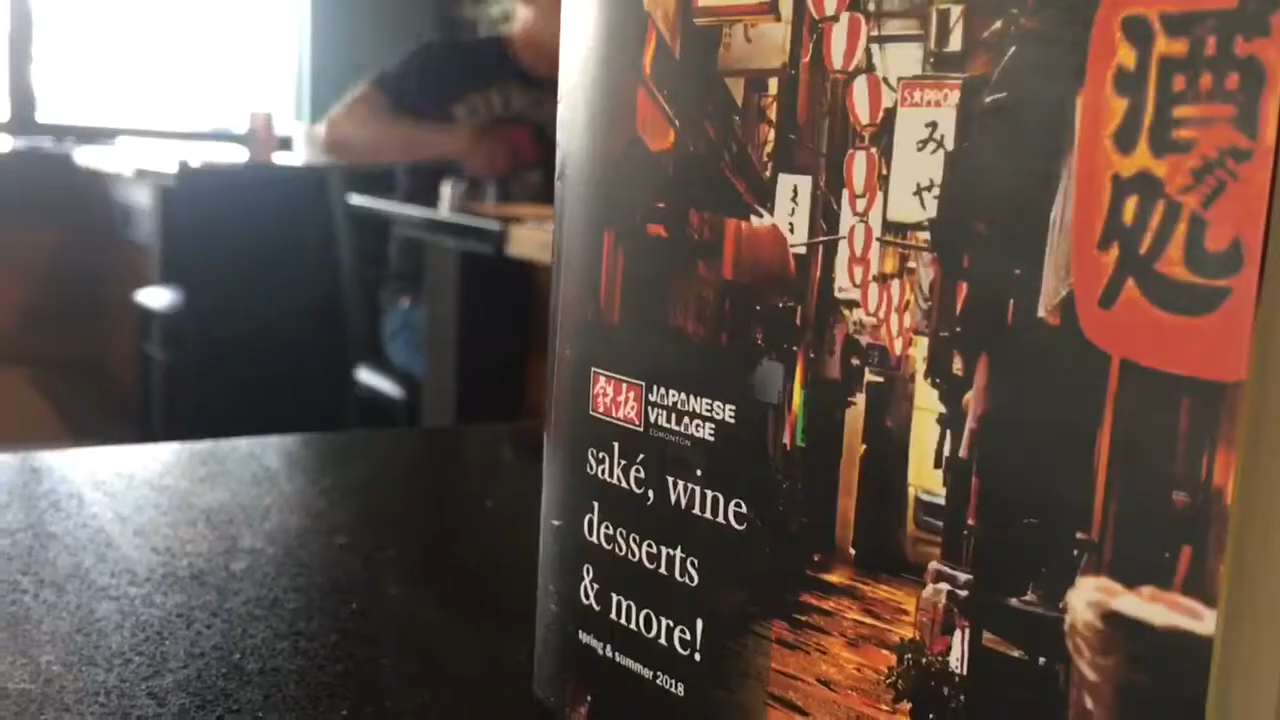 酒
処
SAPPORO
みや
鉄板
JAPANESE
ViLLAGE
EDMONTON
saké, wine
desserts
& more!
spring & summer 2018